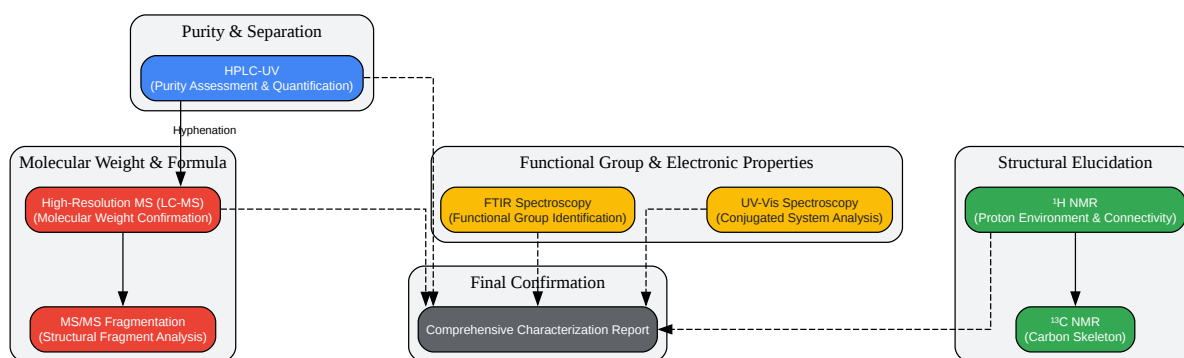 Purity & Separation
HPLC-UV
(Purity Assessment & Quantification)
Hyphenation
Molecular Weight & Formula
High-Resolution MS (LC-MS)
(Molecular Weight Confirmation)
MS/MS Fragmentation
(Structural Fragment Analysis)
Functional Group & Electronic Properties
FTIR Spectroscopy
(Functional Group Identification)
UV-Vis Spectroscopy
(Conjugated System Analysis)
Final Confirmation
Comprehensive Characterization Report
Structural Elucidation
¹H NMR
(Proton Environment & Connectivity)
¹³C NMR
(Carbon Skeleton)